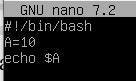 GNU nano 7.2
#!/bin/bash
A=10
echo $A